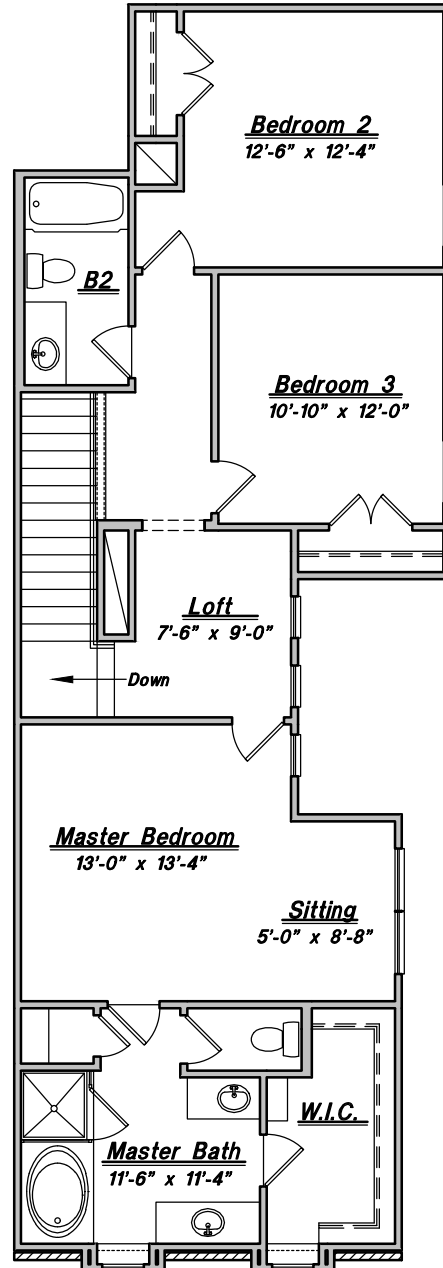 Bedroom 2
12'-6" x 12'-4"
B2
Bedroom 3
10'-10" x 12'-0"
Loft
7'-6" x 9'-0"
Down
Master Bedroom
13'-0" x 13'-4"
Sitting
5'-0" x 8'-8"
W.I.C.
Master Bath
11'-6" x 11'-4"